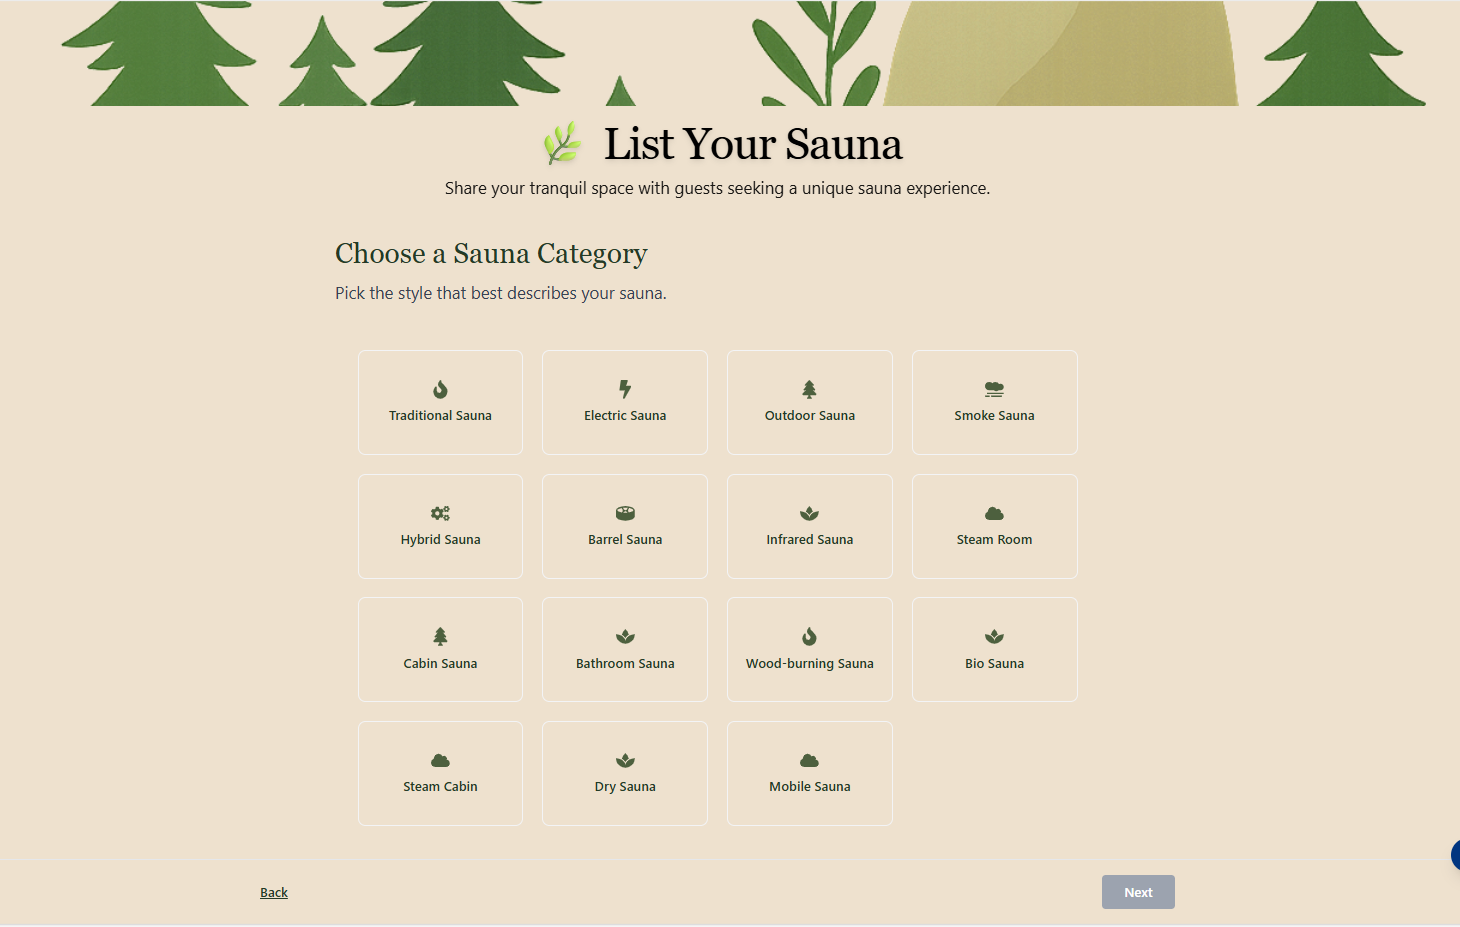 List Your Sauna
Share your tranquil space with guests seeking a unique sauna experience.
Choose a Sauna Category
Pick the style that best describes your sauna.
Traditional Sauna
Electric Sauna
Outdoor Sauna
Smoke Sauna
Hybrid Sauna
Barrel Sauna
Infrared Sauna
Steam Room
Cabin Sauna
Bathroom Sauna
Wood-burning Sauna
Bio Sauna
Steam Cabin
Dry Sauna
Mobile Sauna
Back
Next